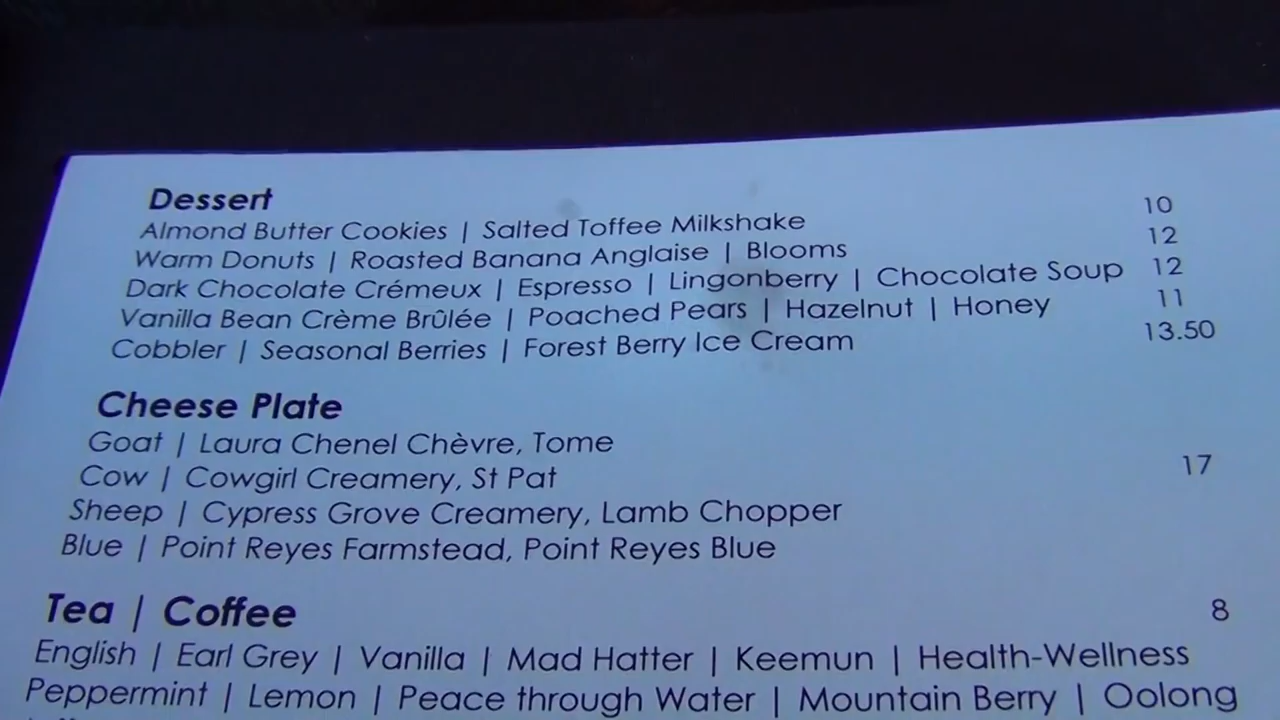 Dessert
Almond Butter Cookies | Salted Toffee Milkshake 10
Warm Donuts | Roasted Banana Anglaise | Blooms 12
Dark Chocolate Crémeux | Espresso | Lingonberry | Chocolate Soup 12
Vanilla Bean Crème Brûlée | Poached Pears | Hazelnut | Honey 11
Cobbler | Seasonal Berries | Forest Berry Ice Cream 13.50
Cheese Plate
Goat | Laura Chenel Chèvre, Tome
Cow | Cowgirl Creamery, St Pat 17
Sheep | Cypress Grove Creamery, Lamb Chopper
Blue | Point Reyes Farmstead, Point Reyes Blue
Tea | Coffee 8
English | Earl Grey | Vanilla | Mad Hatter | Keemun | Health-Wellness
Peppermint | Lemon | Peace through Water | Mountain Berry | Oolong